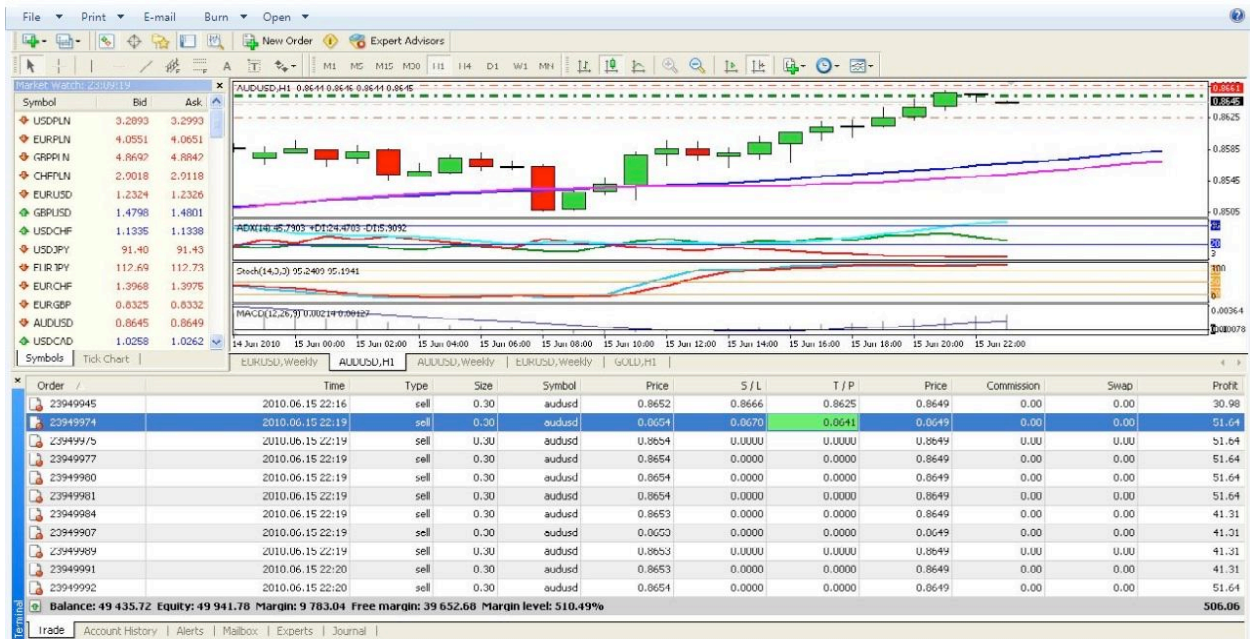 File Print E-mail Burn Open
New Order Expert Advisors
A T M1 M5 M15 M30 H1 H4 D1 W1 MN
Market Watch: 23:09:19
Symbol Bid Ask
USDPLN 3.2893 3.2993
EURPLN 4.0551 4.0651
GBPPLN 4.8692 4.8842
CHFPLN 2.9018 2.9118
EURUSD 1.2324 1.2326
GBPUSD 1.4798 1.4801
USDCHF 1.1335 1.1338
USDJPY 91.40 91.43
EURJPY 112.69 112.73
EURCHF 1.3968 1.3975
EURGBP 0.8325 0.8332
AUDUSD 0.8645 0.8649
USDCAD 1.0258 1.0262
Symbols Tick Chart
AUDUSD,H1 0.8644 0.8646 0.8644 0.8645
0.8661
0.8645
0.8625
0.8585
0.8545
0.8505
ADX(14) 45.7903 +DI:24.4703 -DI:5.9092
20
3
Stoch(14,3,3) 95.2409 95.1941
100
0
MACD(12,26,9) 0.00214 0.00127
0.00364
14 Jun 2010 15 Jun 00:00 15 Jun 02:00 15 Jun 04:00 15 Jun 06:00 15 Jun 08:00 15 Jun 10:00 15 Jun 12:00 15 Jun 14:00 15 Jun 16:00 15 Jun 18:00 15 Jun 20:00 15 Jun 22:00
EURUSD,Weekly AUDUSD,H1 AUDUSD,Weekly EURUSD,Weekly GOLD,H1
Order Time Type Size Symbol Price S / L T / P Price Commission Swap Profit
23949945 2010.06.15 22:16 sell 0.30 audusd 0.8652 0.8666 0.8625 0.8649 0.00 0.00 30.98
23949974 2010.06.15 22:19 sell 0.30 audusd 0.8654 0.8670 0.8641 0.8649 0.00 0.00 51.64
23949975 2010.06.15 22:19 sell 0.30 audusd 0.8654 0.0000 0.0000 0.8649 0.00 0.00 51.64
23949977 2010.06.15 22:19 sell 0.30 audusd 0.8654 0.0000 0.0000 0.8649 0.00 0.00 51.64
23949980 2010.06.15 22:19 sell 0.30 audusd 0.8654 0.0000 0.0000 0.8649 0.00 0.00 51.64
23949981 2010.06.15 22:19 sell 0.30 audusd 0.8654 0.0000 0.0000 0.8649 0.00 0.00 51.64
23949984 2010.06.15 22:19 sell 0.30 audusd 0.8653 0.0000 0.0000 0.8649 0.00 0.00 41.31
2010.06.15 22:19 sell 0.30 audusd 0.8653 0.0000 0.0000 0.8649 0.00 0.00 41.31
23949989 2010.06.15 22:19 sell 0.30 audusd 0.8653 0.0000 0.0000 0.8649 0.00 0.00 41.31
23949991 2010.06.15 22:20 sell 0.30 audusd 0.8653 0.0000 0.0000 0.8649 0.00 0.00 41.31
23949992 2010.06.15 22:20 sell 0.30 audusd 0.8654 0.0000 0.0000 0.8649 0.00 0.00 51.64
Balance: 49 435.72 Equity: 49 941.78 Margin: 9 783.04 Free margin: 39 652.68 Margin level: 510.49% 506.06
Terminal
Trade Account History Alerts Mailbox Experts Journal